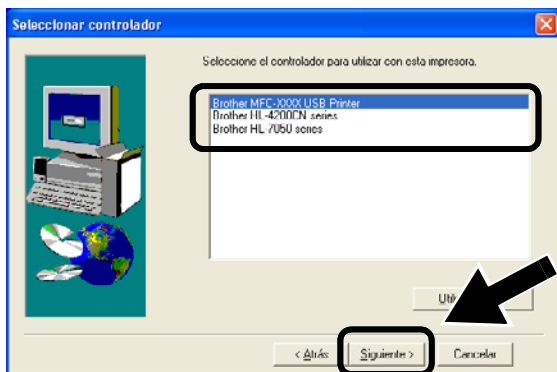 Seleccionar controlador
Seleccione el controlador para utilizar con esta impresora.
Brother MFC-XXXX USB Printer
Brother HL-4200CN series
Brother HL 7050 series
< Atrás
Siguiente >
Cancelar